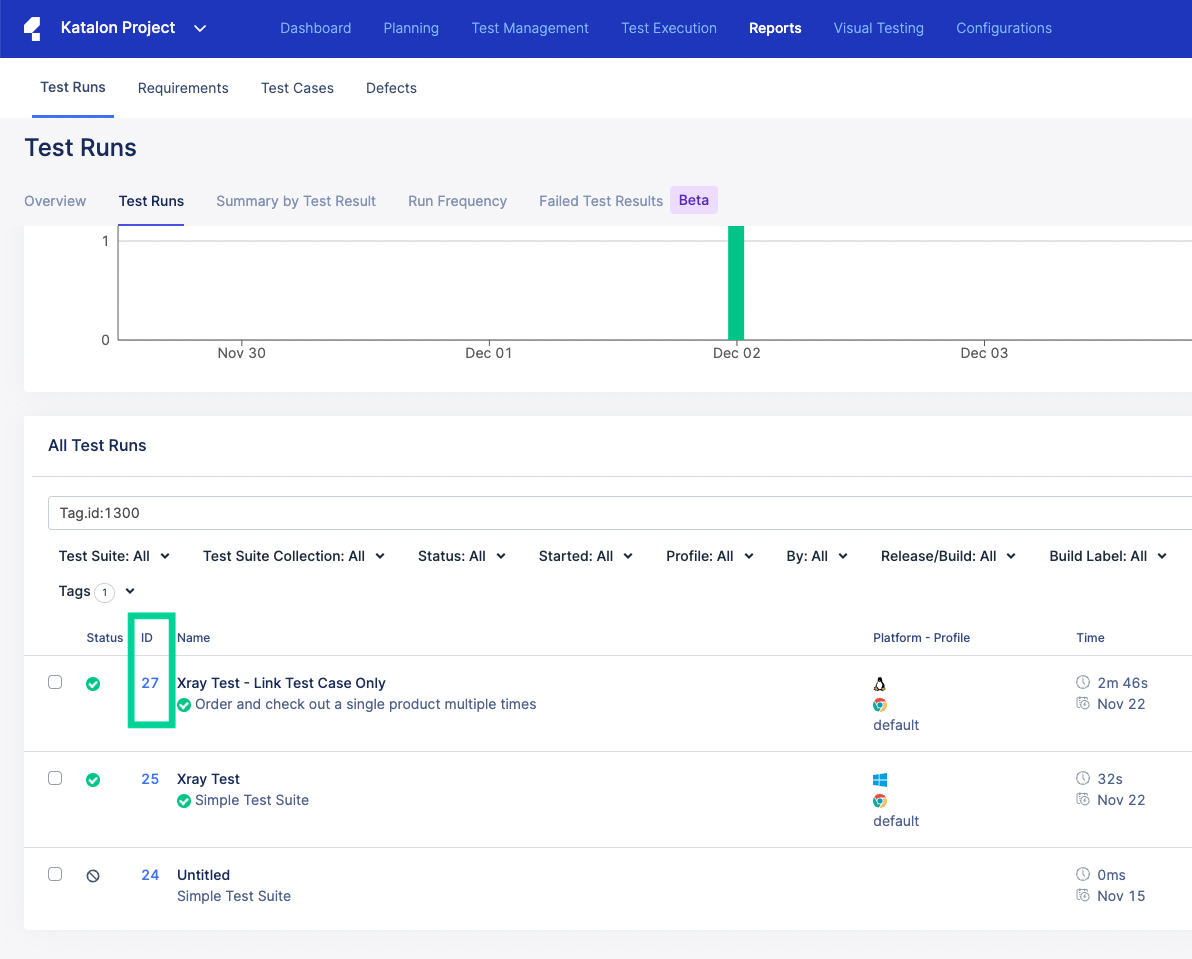 Katalon Project Dashboard Planning Test Management Test Execution Reports Visual Testing Configurations
Test Runs Requirements Test Cases Defects
Test Runs
Overview Test Runs Summary by Test Result Run Frequency Failed Test Results Beta
1
0
Nov 30 Dec 01 Dec 02 Dec 03
All Test Runs
Tag.id:1300
Test Suite: All Test Suite Collection: All Status: All Started: All Profile: All By: All Release/Build: All Build Label: All
Tags 1
Status ID Name Platform - Profile Time
27 Xray Test - Link Test Case Only 2m 46s
Order and check out a single product multiple times Nov 22
default
25 Xray Test 32s
Simple Test Suite Nov 22
default
24 Untitled 0ms
Simple Test Suite Nov 15